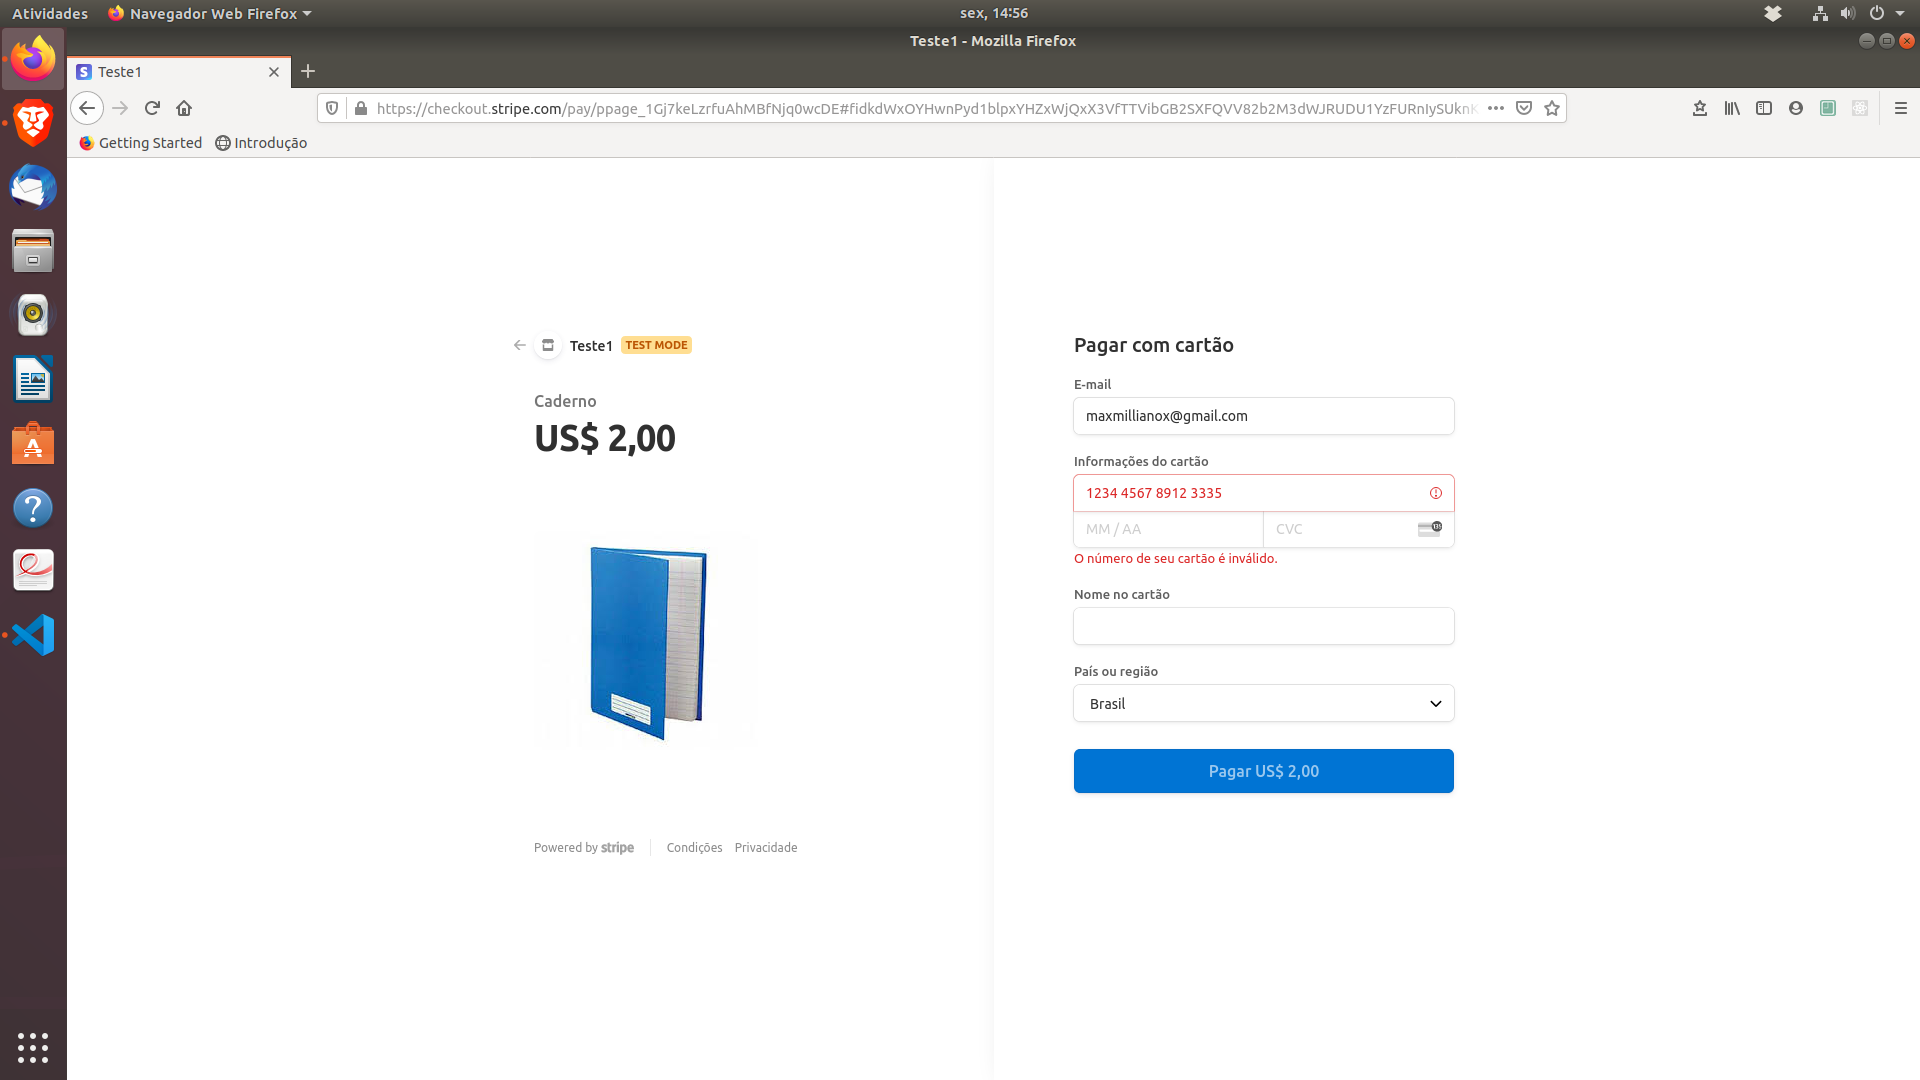 Atividades
Navegador Web Firefox
sex, 14:56
Teste1 - Mozilla Firefox
Teste1
https://checkout.stripe.com/pay/ppage_1Gj7keLzrfuAhMBfNjq0wcDE#fidkdWxOYHwnPyd1blpxYHZxWjQxX3VfTTVibGB2SXFQVV82b2M3dWJRUDU1YzFURnIySUknK
Getting Started
Introdução
Teste1
TEST MODE
Caderno
US$ 2,00
Powered by stripe
Condições
Privacidade
Pagar com cartão
E-mail
maxmillianox@gmail.com
Informações do cartão
1234 4567 8912 3335
MM / AA
CVC
O número de seu cartão é inválido.
Nome no cartão
País ou região
Brasil
Pagar US$ 2,00